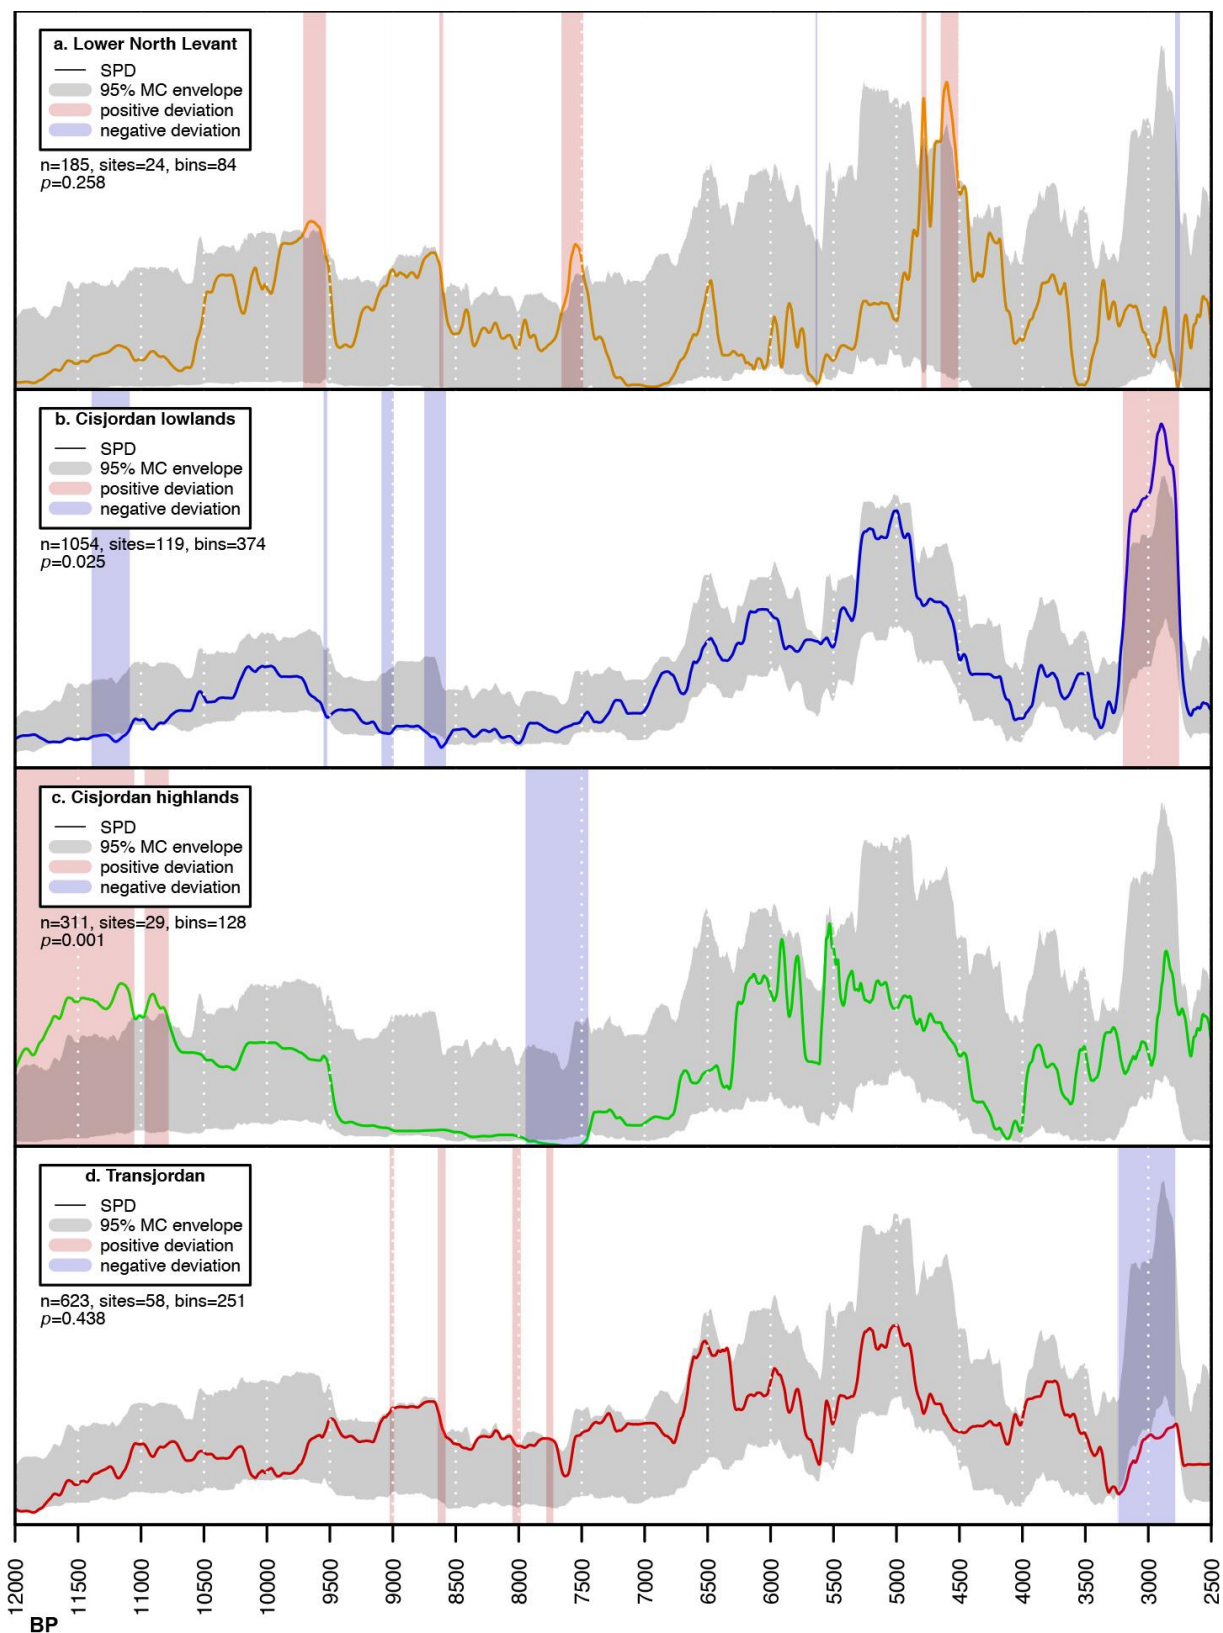 a. Lower North Levant
SPD
95% MC envelope
positive deviation
negative deviation
n=185, sites=24, bins=84
p=0.258
b. Cisjordan lowlands
SPD
95% MC envelope
positive deviation
negative deviation
n=1054, sites=119, bins=374
p=0.025
c. Cisjordan highlands
SPD
95% MC envelope
positive deviation
negative deviation
n=311, sites=29, bins=128
p=0.001
d. Transjordan
SPD
95% MC envelope
positive deviation
negative deviation
n=623, sites=58, bins=251
p=0.438
12000 11500 11000 10500 10000 9500 9000 8500 8000 7500 7000 6500 6000 5500 5000 4500 4000 3500 3000 2500
BP